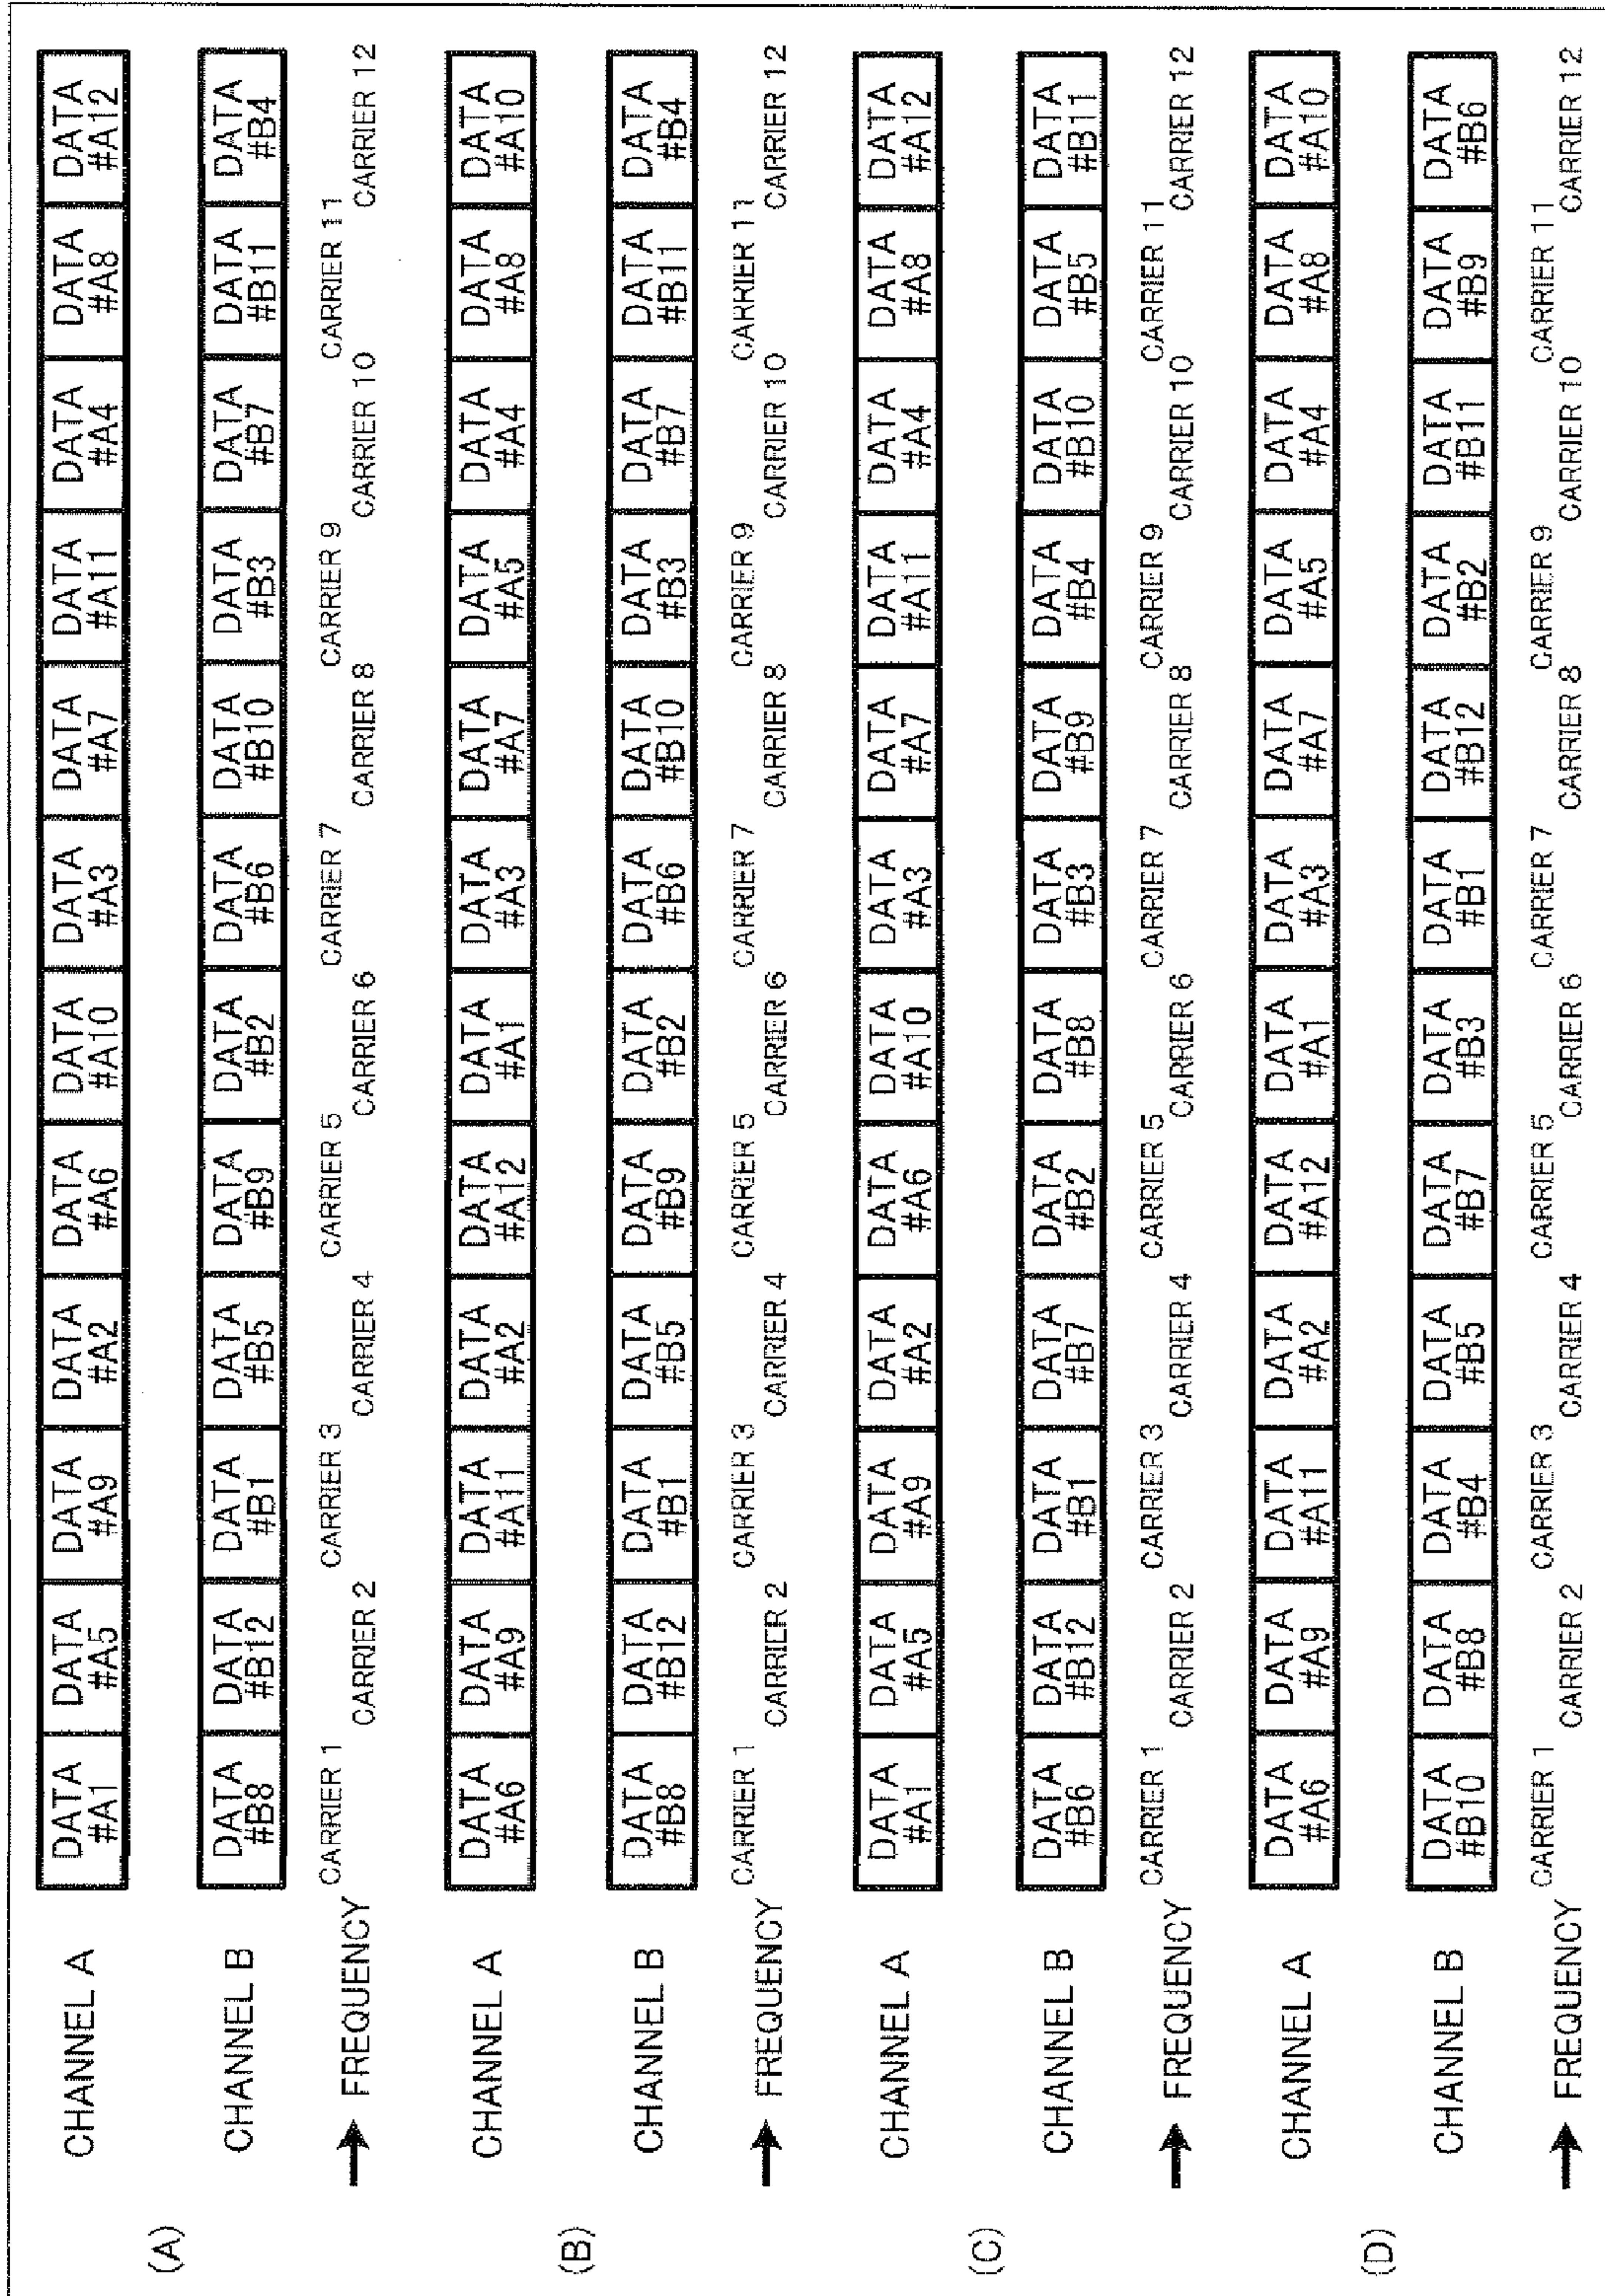 (A)
CHANNEL A
DATA #A1
DATA #A5
DATA #A9
DATA #A2
DATA #A6
DATA #A10
DATA #A3
DATA #A7
DATA #A11
DATA #A4
DATA #A8
DATA #A12
CHANNEL B
DATA #B8
DATA #B12
DATA #B1
DATA #B5
DATA #B9
DATA #B2
DATA #B6
DATA #B10
DATA #B3
DATA #B7
DATA #B11
DATA #B4
FREQUENCY
CARRIER 1
CARRIER 2
CARRIER 3
CARRIER 4
CARRIER 5
CARRIER 6
CARRIER 7
CARRIER 8
CARRIER 9
CARRIER 10
CARRIER 11
CARRIER 12
(B)
CHANNEL A
DATA #A6
DATA #A9
DATA #A11
DATA #A2
DATA #A12
DATA #A1
DATA #A3
DATA #A7
DATA #A5
DATA #A4
DATA #A8
DATA #A10
CHANNEL B
DATA #B8
DATA #B12
DATA #B1
DATA #B5
DATA #B9
DATA #B2
DATA #B6
DATA #B10
DATA #B3
DATA #B7
DATA #B11
DATA #B4
FREQUENCY
CARRIER 1
CARRIER 2
CARRIER 3
CARRIER 4
CARRIER 5
CARRIER 6
CARRIER 7
CARRIER 8
CARRIER 9
CARRIER 10
CARRIER 11
CARRIER 12
(C)
CHANNEL A
DATA #A1
DATA #A5
DATA #A9
DATA #A2
DATA #A6
DATA #A10
DATA #A3
DATA #A7
DATA #A11
DATA #A4
DATA #A8
DATA #A12
CHANNEL B
DATA #B6
DATA #B12
DATA #B1
DATA #B7
DATA #B2
DATA #B8
DATA #B3
DATA #B9
DATA #B4
DATA #B10
DATA #B5
DATA #B11
FREQUENCY
CARRIER 1
CARRIER 2
CARRIER 3
CARRIER 4
CARRIER 5
CARRIER 6
CARRIER 7
CARRIER 8
CARRIER 9
CARRIER 10
CARRIER 11
CARRIER 12
(D)
CHANNEL A
DATA #A6
DATA #A9
DATA #A11
DATA #A2
DATA #A12
DATA #A1
DATA #A3
DATA #A7
DATA #A5
DATA #A4
DATA #A8
DATA #A10
CHANNEL B
DATA #B10
DATA #B8
DATA #B4
DATA #B5
DATA #B7
DATA #B3
DATA #B1
DATA #B12
DATA #B2
DATA #B11
DATA #B9
DATA #B6
FREQUENCY
CARRIER 1
CARRIER 2
CARRIER 3
CARRIER 4
CARRIER 5
CARRIER 6
CARRIER 7
CARRIER 8
CARRIER 9
CARRIER 10
CARRIER 11
CARRIER 12